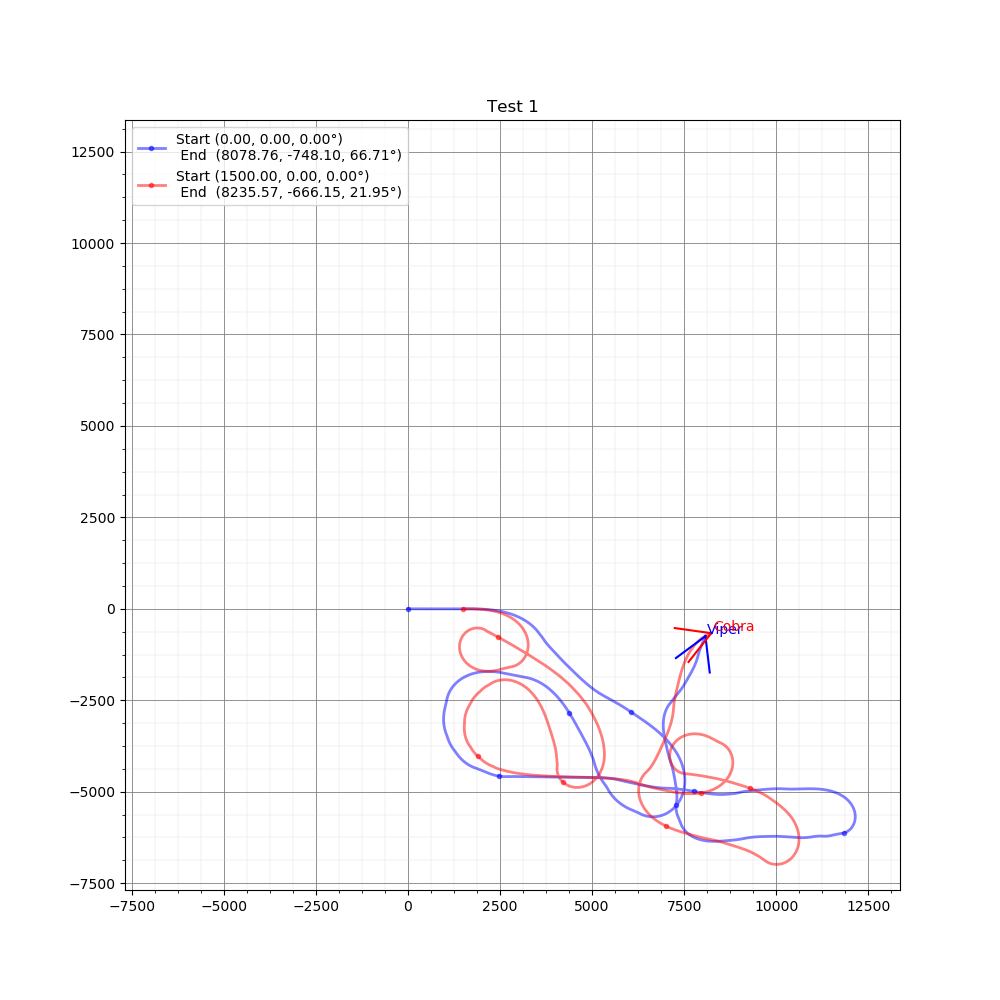 Test 1
Start (0.00, 0.00, 0.00°)
End (8078.76, -748.10, 66.71°)
Start (1500.00, 0.00, 0.00°)
End (8235.57, -666.15, 21.95°)
12500
10000
7500
5000
2500
0
−2500
−5000
−7500
Viper
Cobra
−7500 −5000 −2500 0 2500 5000 7500 10000 12500